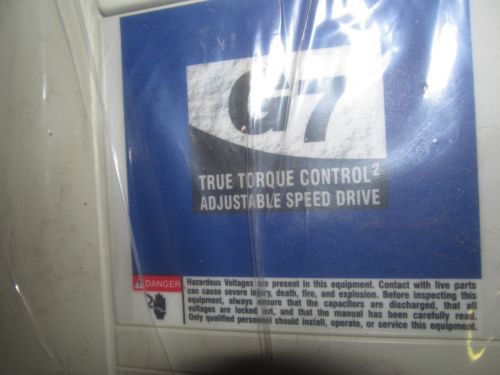 G7
TRUE TORQUE CONTROL²
ADJUSTABLE SPEED DRIVE
DANGER
Hazardous Voltages are present in this equipment. Contact with live parts
can cause severe injury, death, fire, and explosion. Before inspecting this
equipment, always ensure that the capacitors are discharged, that all
voltages are locked out, and that the manual has been carefully read.
Only qualified personnel should install, operate, or service this equipment.